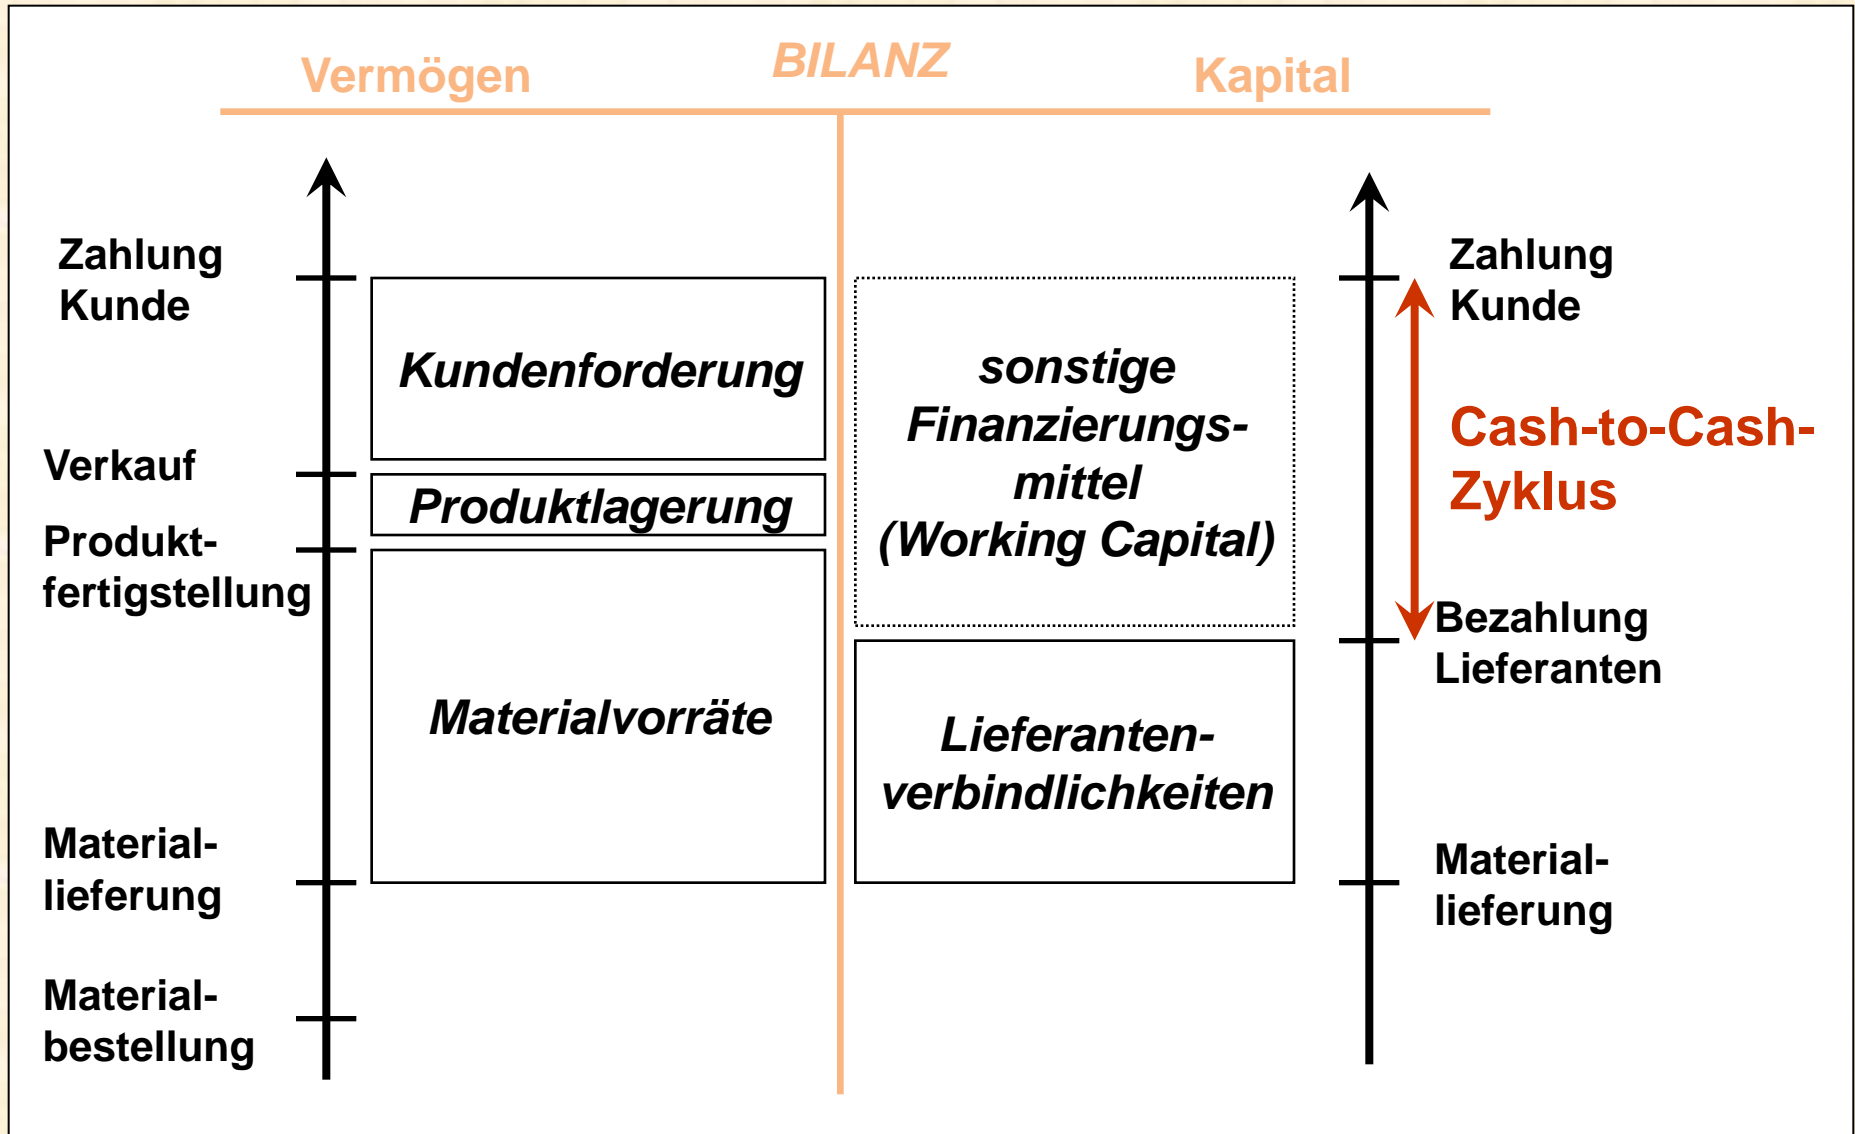 BILANZ
Vermögen
Kapital
Zahlung
Kunde
Verkauf
Produkt-
fertigstellung
Material-
lieferung
Material-
bestellung
Kundenforderung
Produktlagerung
Materialvorräte
sonstige
Finanzierungs-
mittel
(Working Capital)
Lieferanten-
verbindlichkeiten
Zahlung
Kunde
Cash-to-Cash-
Zyklus
Bezahlung
Lieferanten
Material-
lieferung